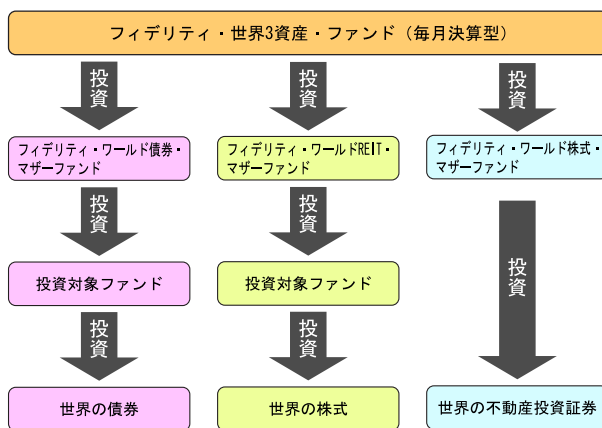 フィデリティ・世界3資産・ファンド（毎月決算型）
投資
投資
投資
フィデリティ・ワールド債券・
マザーファンド
フィデリティ・ワールドREIT・
マザーファンド
フィデリティ・ワールド株式・
マザーファンド
投資
投資
投資
投資対象ファンド
投資対象ファンド
投資
投資
世界の債券
世界の株式
世界の不動産投資証券